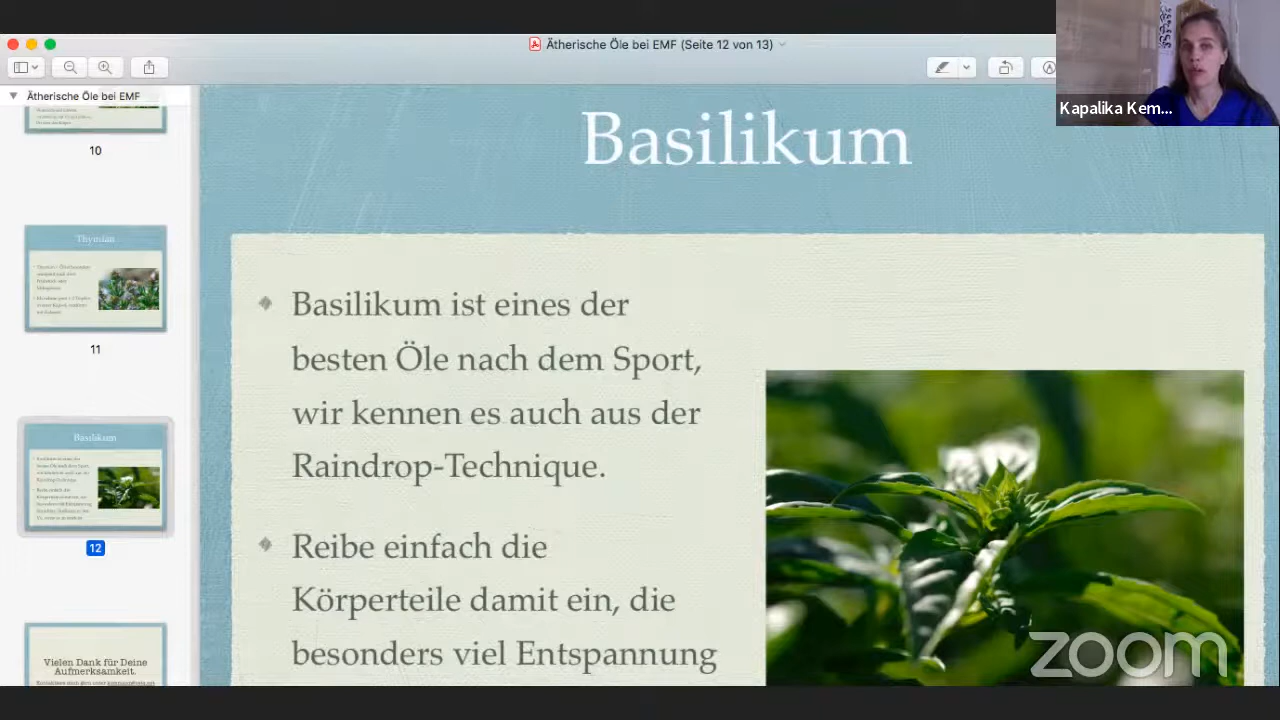 Ätherische Öle bei EMF (Seite 12 von 13)
Kapalika Kem...
Ätherische Öle bei EMF
10
Thymian
11
Basilikum
12
Vielen Dank für Deine
Aufmerksamkeit.
Basilikum
Basilikum ist eines der
besten Öle nach dem Sport,
wir kennen es auch aus der
Raindrop-Technique.
Reibe einfach die
Körperteile damit ein, die
besonders viel Entspannung
zoom